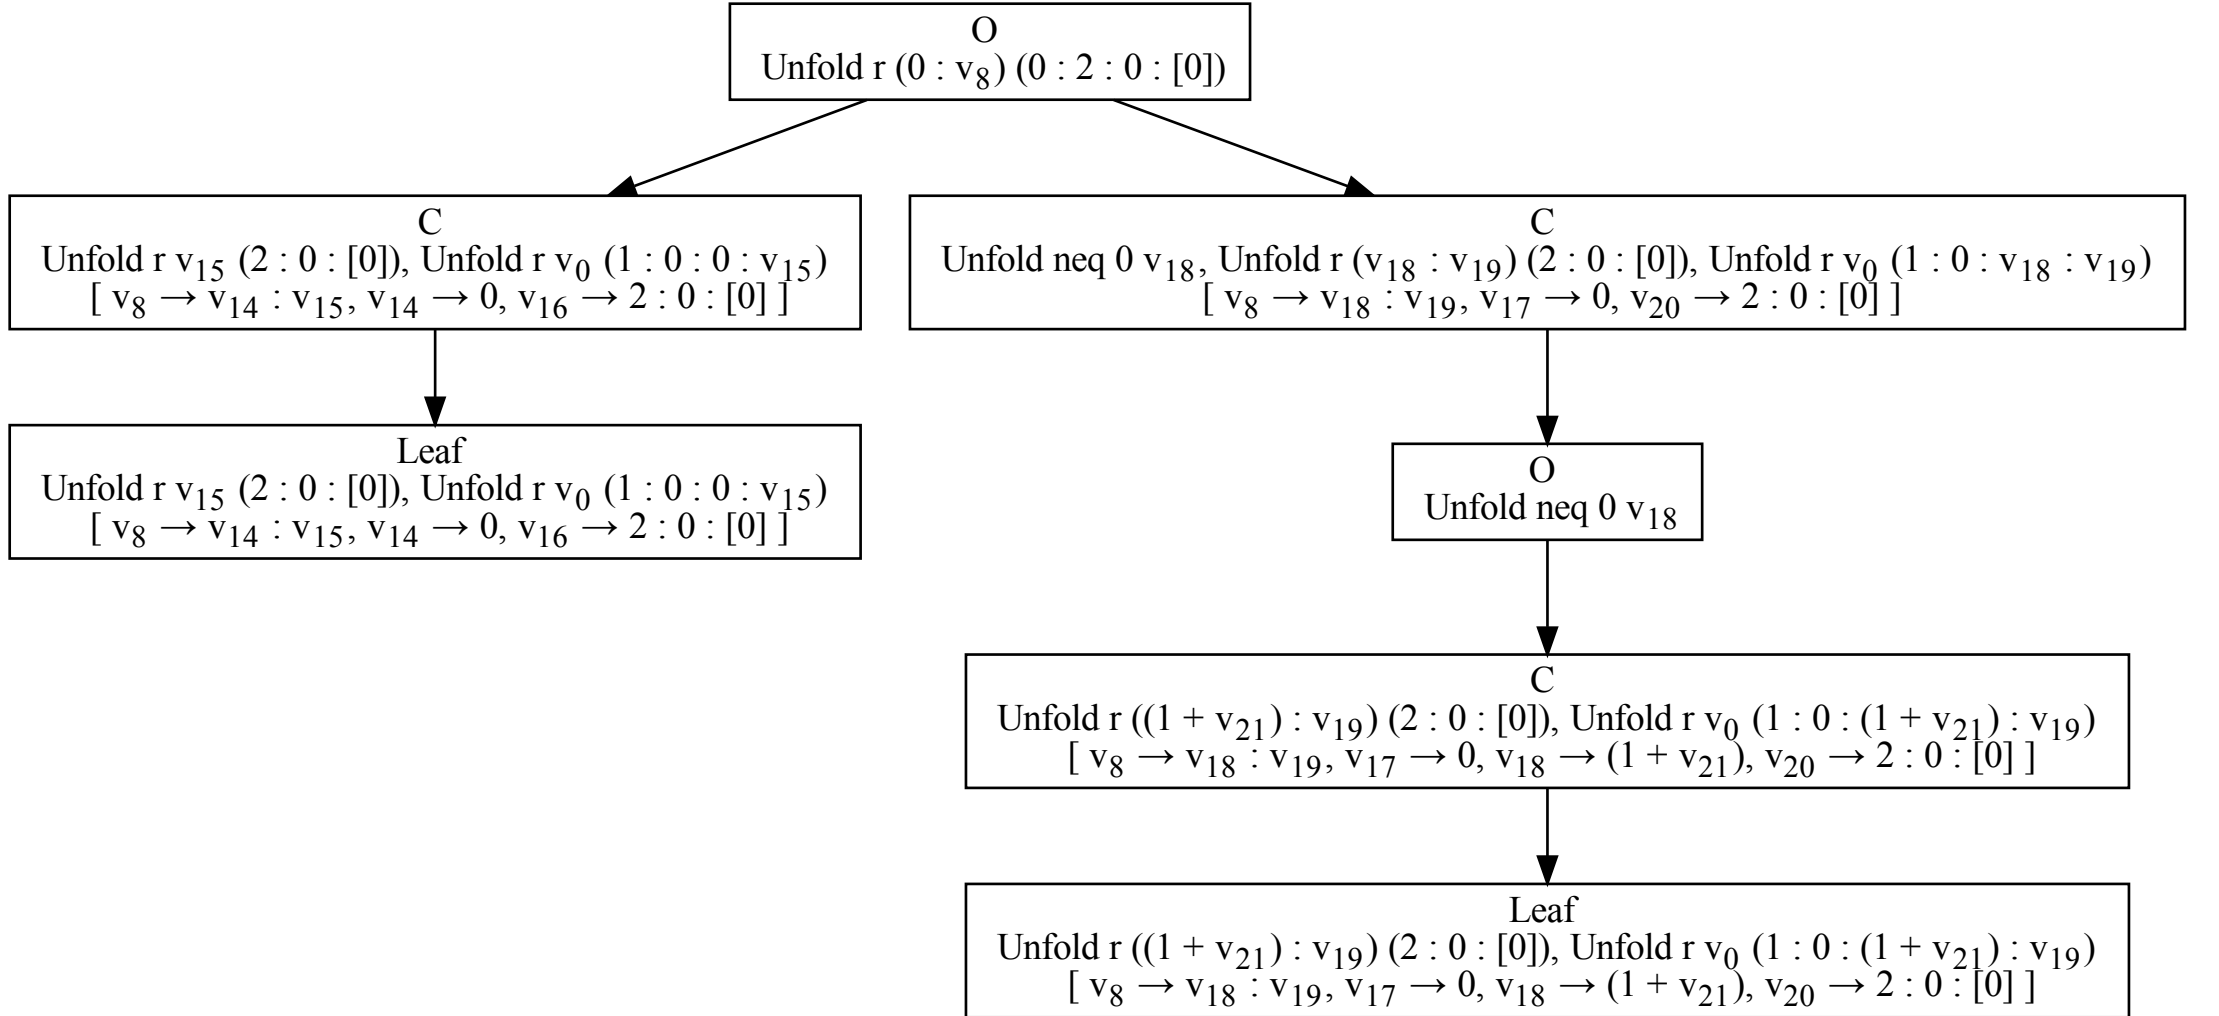 O
Unfold r (0 : v₈) (0 : 2 : 0 : [0])
C
Unfold r v₁₅ (2 : 0 : [0]), Unfold r v₀ (1 : 0 : 0 : v₁₅)
[ v₈ → v₁₄ : v₁₅, v₁₄ → 0, v₁₆ → 2 : 0 : [0] ]
C
Unfold neq 0 v₁₈, Unfold r (v₁₈ : v₁₉) (2 : 0 : [0]), Unfold r v₀ (1 : 0 : v₁₈ : v₁₉)
[ v₈ → v₁₈ : v₁₉, v₁₇ → 0, v₂₀ → 2 : 0 : [0] ]
Leaf
Unfold r v₁₅ (2 : 0 : [0]), Unfold r v₀ (1 : 0 : 0 : v₁₅)
[ v₈ → v₁₄ : v₁₅, v₁₄ → 0, v₁₆ → 2 : 0 : [0] ]
O
Unfold neq 0 v₁₈
C
Unfold r ((1 + v₂₁) : v₁₉) (2 : 0 : [0]), Unfold r v₀ (1 : 0 : (1 + v₂₁) : v₁₉)
[ v₈ → v₁₈ : v₁₉, v₁₇ → 0, v₁₈ → (1 + v₂₁), v₂₀ → 2 : 0 : [0] ]
Leaf
Unfold r ((1 + v₂₁) : v₁₉) (2 : 0 : [0]), Unfold r v₀ (1 : 0 : (1 + v₂₁) : v₁₉)
[ v₈ → v₁₈ : v₁₉, v₁₇ → 0, v₁₈ → (1 + v₂₁), v₂₀ → 2 : 0 : [0] ]